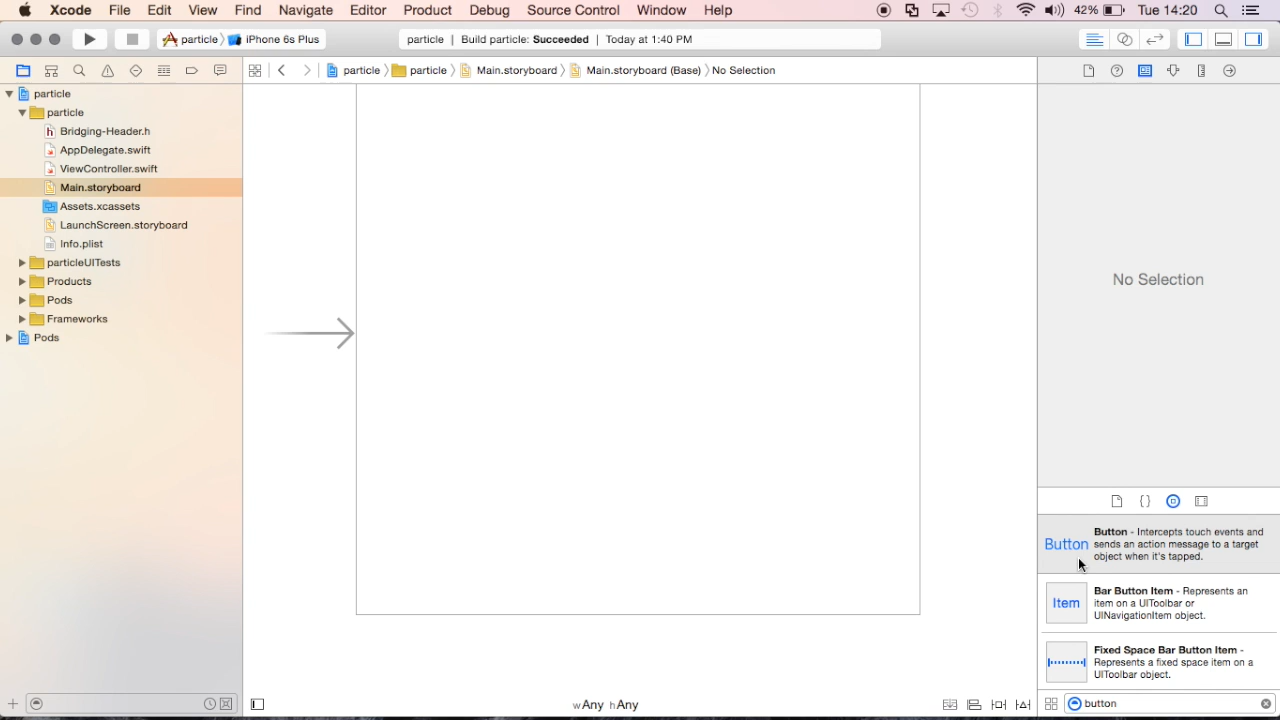 Xcode File Edit View Find Navigate Editor Product Debug Source Control Window Help 42% Tue 14:20
particle iPhone 6s Plus particle | Build particle: Succeeded | Today at 1:40 PM
particle particle Main.storyboard Main.storyboard (Base) No Selection
particle
particle
h Bridging-Header.h
AppDelegate.swift
ViewController.swift
Main.storyboard
Assets.xcassets
LaunchScreen.storyboard
Info.plist
particleUITests
Products
Pods
Frameworks
Pods
No Selection
{ }
Button
Button - Intercepts touch events and
sends an action message to a target
object when it's tapped.
Item
Bar Button Item - Represents an
item on a UIToolbar or
UINavigationItem object.
Fixed Space Bar Button Item -
Represents a fixed space item on a
UIToolbar object.
wAny hAny
button